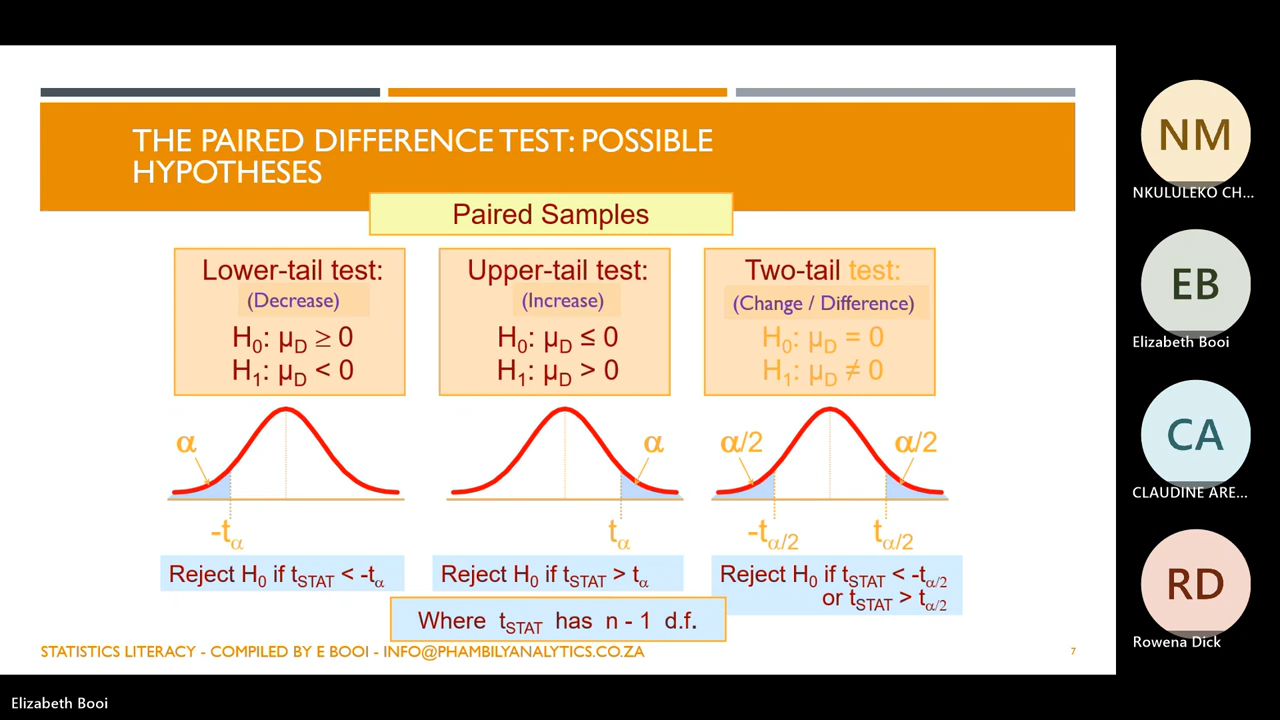 THE PAIRED DIFFERENCE TEST: POSSIBLE
HYPOTHESES
Paired Samples
Lower-tail test:
(Decrease)
H₀: μD ≥ 0
H₁: μD < 0
Upper-tail test:
(Increase)
H₀: μD ≤ 0
H₁: μD > 0
Two-tail test:
(Change / Difference)
H₀: μD = 0
H₁: μD ≠ 0
α
-tα
α
tα
α/2
α/2
-tα/2
tα/2
Reject H₀ if tSTAT < -tα
Reject H₀ if tSTAT > tα
Reject H₀ if tSTAT < -tα/2
or tSTAT > tα/2
Where tSTAT has n - 1 d.f.
STATISTICS LITERACY - COMPILED BY E BOOI - INFO@PHAMBILYANALYTICS.CO.ZA
7
NM
NKULULEKO CH...
EB
Elizabeth Booi
CA
CLAUDINE ARE...
RD
Rowena Dick
Elizabeth Booi